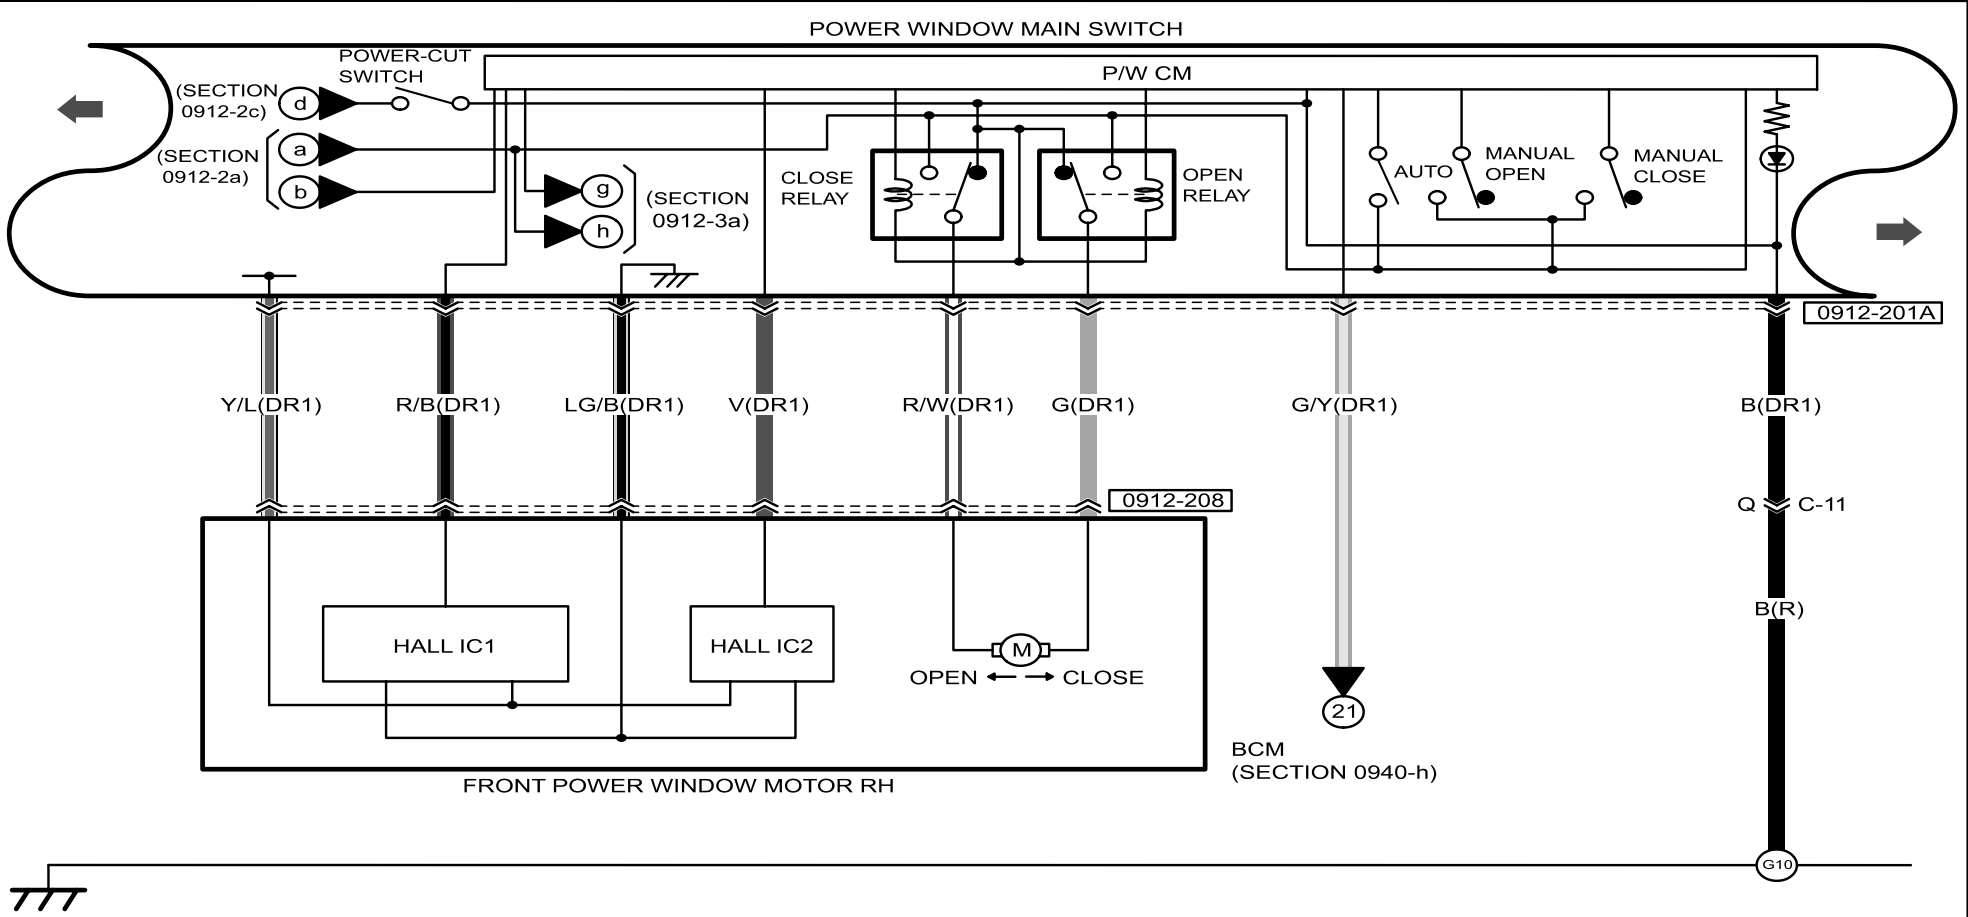 POWER WINDOW MAIN SWITCH
POWER-CUT
SWITCH
P/W CM
(SECTION
0912-2c)
d
(SECTION
0912-2a)
a
b
g
h
(SECTION
0912-3a)
CLOSE
RELAY
OPEN
RELAY
AUTO
MANUAL
OPEN
MANUAL
CLOSE
0912-201A
Y/L(DR1)
R/B(DR1)
LG/B(DR1)
V(DR1)
R/W(DR1)
G(DR1)
G/Y(DR1)
B(DR1)
0912-208
Q
C-11
B(R)
HALL IC1
HALL IC2
M
OPEN
CLOSE
21
BCM
(SECTION 0940-h)
FRONT POWER WINDOW MOTOR RH
G10